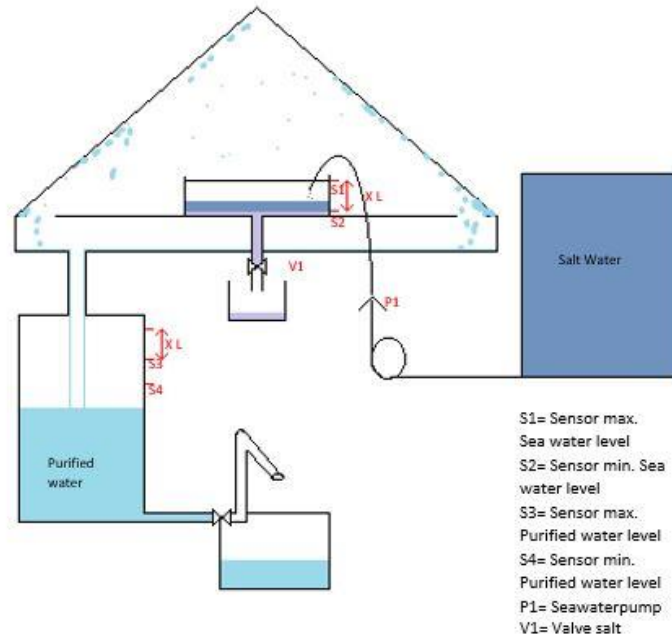 S1
X L
S2
Salt Water
V1
P1
X L
S3
S4
Purified
water
S1= Sensor max.
Sea water level
S2= Sensor min. Sea
water level
S3= Sensor max.
Purified water level
S4= Sensor min.
Purified water level
P1= Seawaterpump
V1= Valve salt